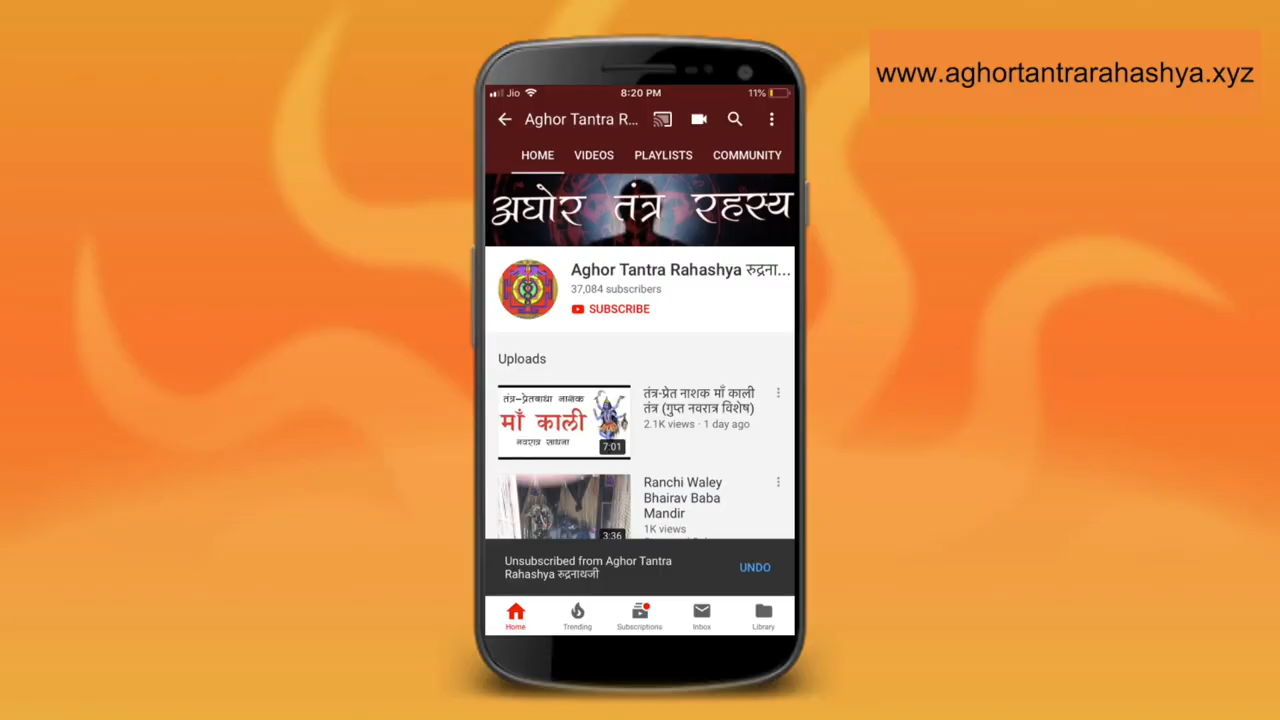 www.aghortantrarahashya.xyz
Jio
8:20 PM
11%
Aghor Tantra R...
HOME VIDEOS PLAYLISTS COMMUNITY
अघोर तंत्र रहस्य
Aghor Tantra Rahashya रुद्रना...
37,084 subscribers
SUBSCRIBE
Uploads
तंत्र-प्रेतबाधा नाशक
माँ काली
नवरात्र साधना
7:01
तंत्र-प्रेत नाशक माँ काली
तंत्र (गुप्त नवरात्र विशेष)
2.1K views · 1 day ago
3:36
Ranchi Waley
Bhairav Baba
Mandir
1K views
Unsubscribed from Aghor Tantra
Rahashya रुद्रनाथजी
UNDO
Home Trending Subscriptions Inbox Library